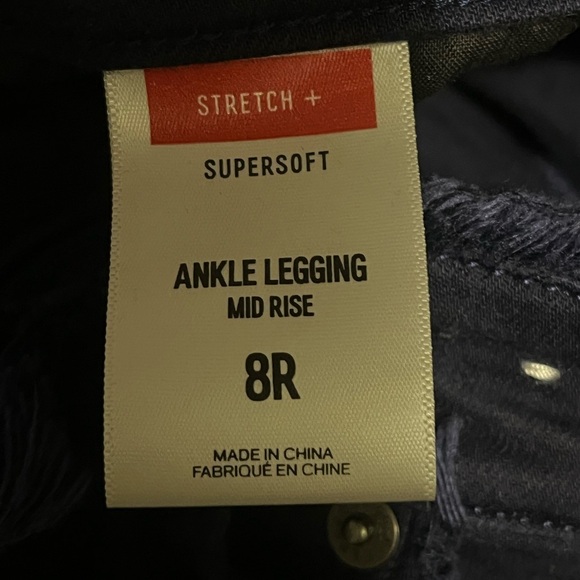 STRETCH +
SUPERSOFT
ANKLE LEGGING
MID RISE
8R
MADE IN CHINA
FABRIQUÉ EN CHINE